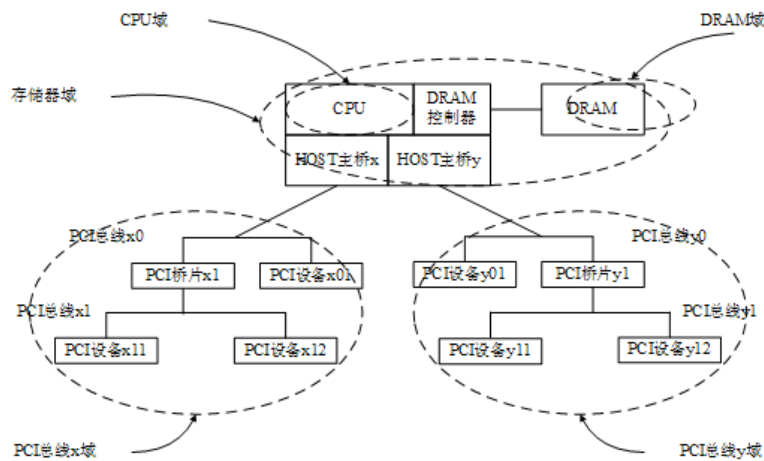 CPU域
DRAM域
存储器域
CPU
DRAM
控制器
DRAM
HOST主桥x
HOST主桥y
PCI总线x0
PCI总线y0
PCI桥片x1
PCI设备x01
PCI设备y01
PCI桥片y1
PCI总线x1
PCI总线y1
PCI设备x11
PCI设备x12
PCI设备y11
PCI设备y12
PCI总线x域
PCI总线y域